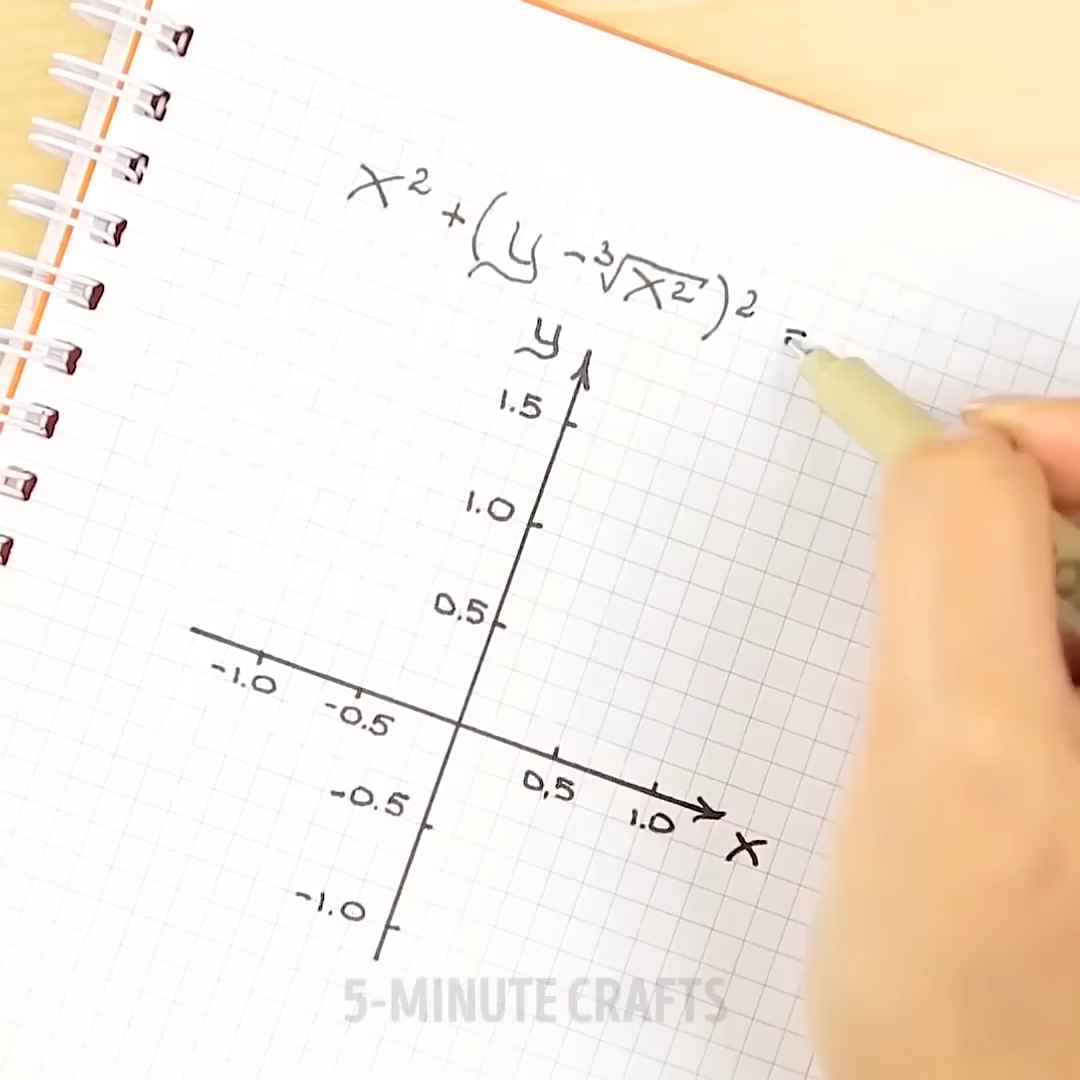 x² + (y - ∛x²)² =
y
1.5
1.0
0.5
-1.0
-0.5
0,5
1.0
x
-0.5
-1.0
5-MINUTE CRAFTS